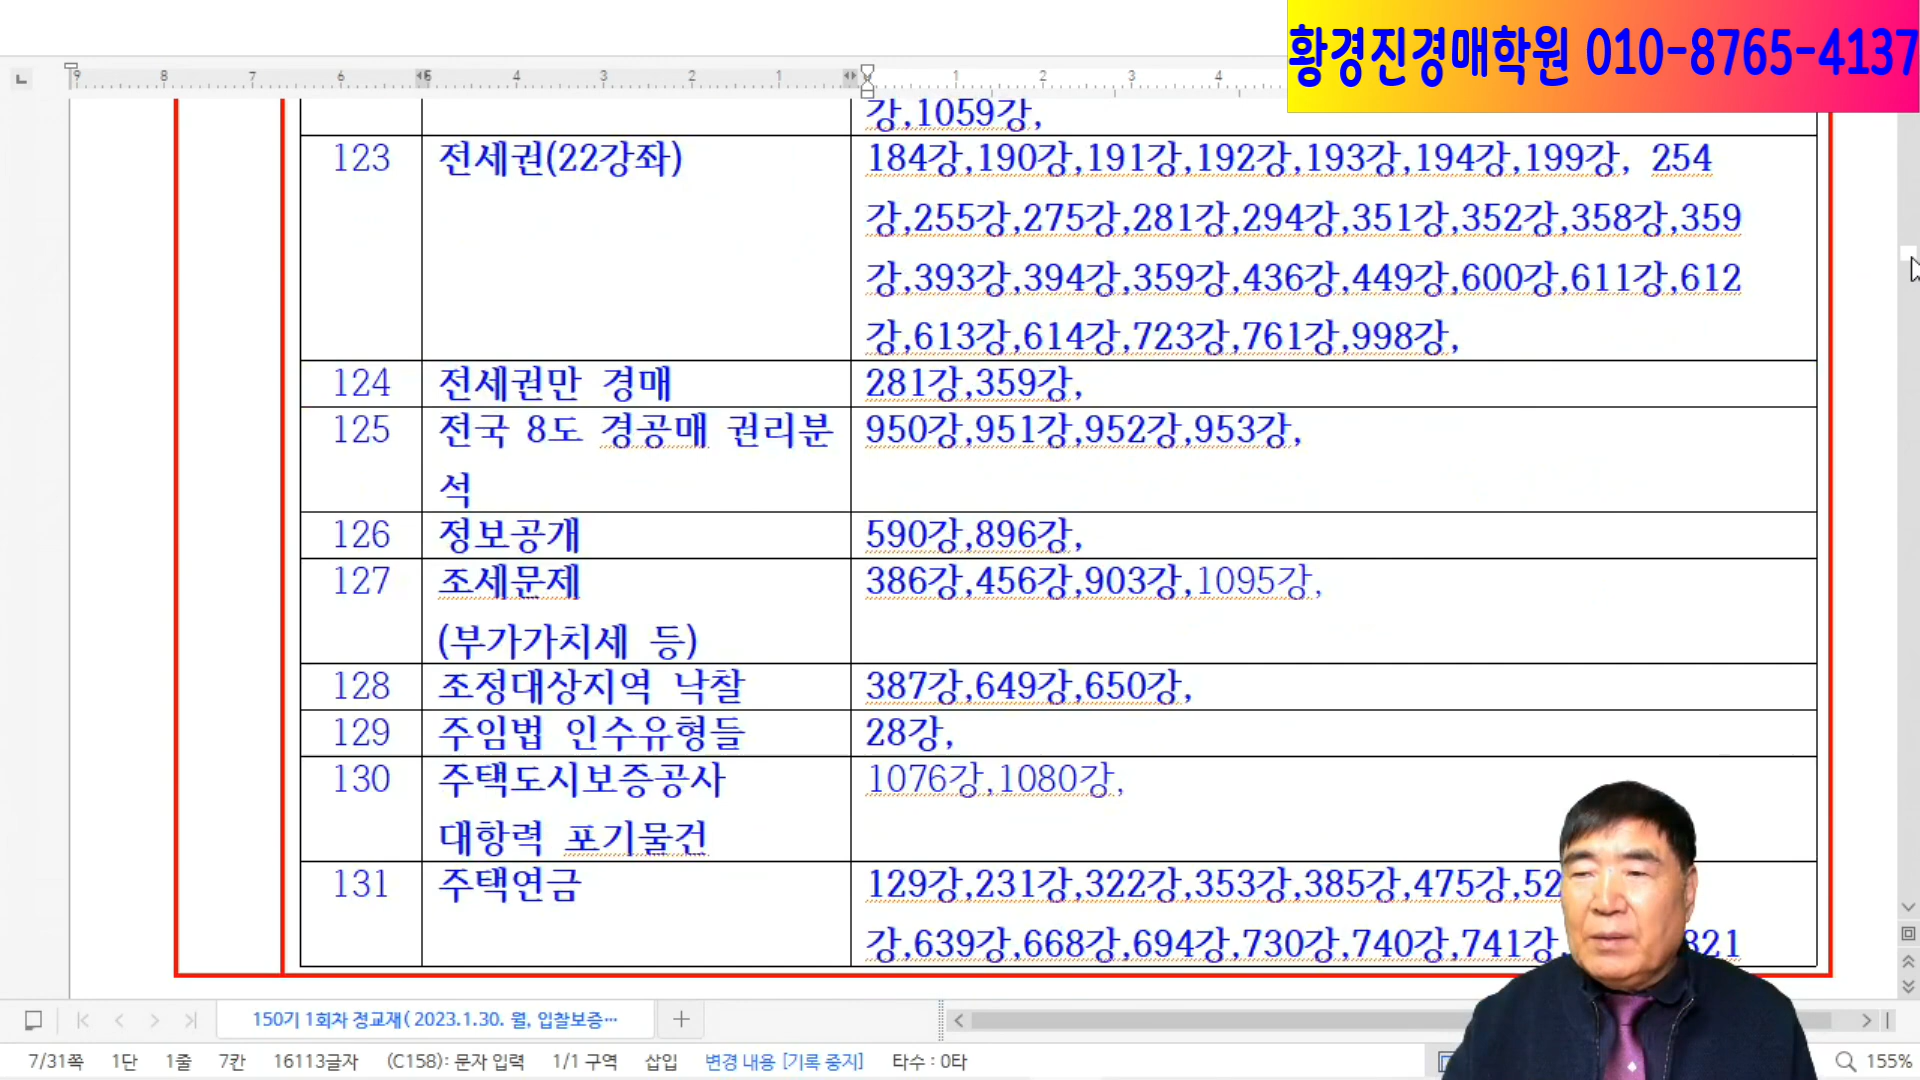 황경진경매학원 010-8765-4137
9 8 7 6 5 4 3 2 1 1 2 3 4
강,1059강,
123 전세권(22강좌) 184강,190강,191강,192강,193강,194강,199강, 254
강,255강,275강,281강,294강,351강,352강,358강,359
강,393강,394강,359강,436강,449강,600강,611강,612
강,613강,614강,723강,761강,998강,
124 전세권만 경매 281강,359강,
125 전국 8도 경공매 권리분 950강,951강,952강,953강,
석
126 정보공개 590강,896강,
127 조세문제 386강,456강,903강,1095강,
(부가가치세 등)
128 조정대상지역 낙찰 387강,649강,650강,
129 주임법 인수유형들 28강,
130 주택도시보증공사 1076강,1080강,
대항력 포기물건
131 주택연금 129강,231강,322강,353강,385강,475강,
강,639강,668강,694강,730강,740강,741강,
150기 1회차 정교재( 2023.1.30. 월, 입찰보증···
7/31쪽 1단 1줄 7칸 16113글자 (C158): 문자 입력 1/1 구역 삽입 변경 내용 [기록 중지] 타수 : 0타 155%